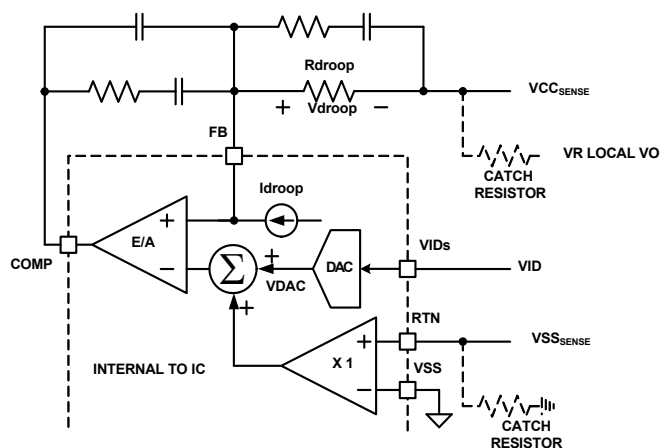 Rdroop
+ Vdroop −
VCCSENSE
FB
CATCH
RESISTOR
VR LOCAL VO
Idroop
E/A
+
−
COMP
Σ
+
VDAC
DAC
VIDs
VID
+
RTN
VSSSENSE
INTERNAL TO IC
X 1
+
−
VSS
CATCH
RESISTOR